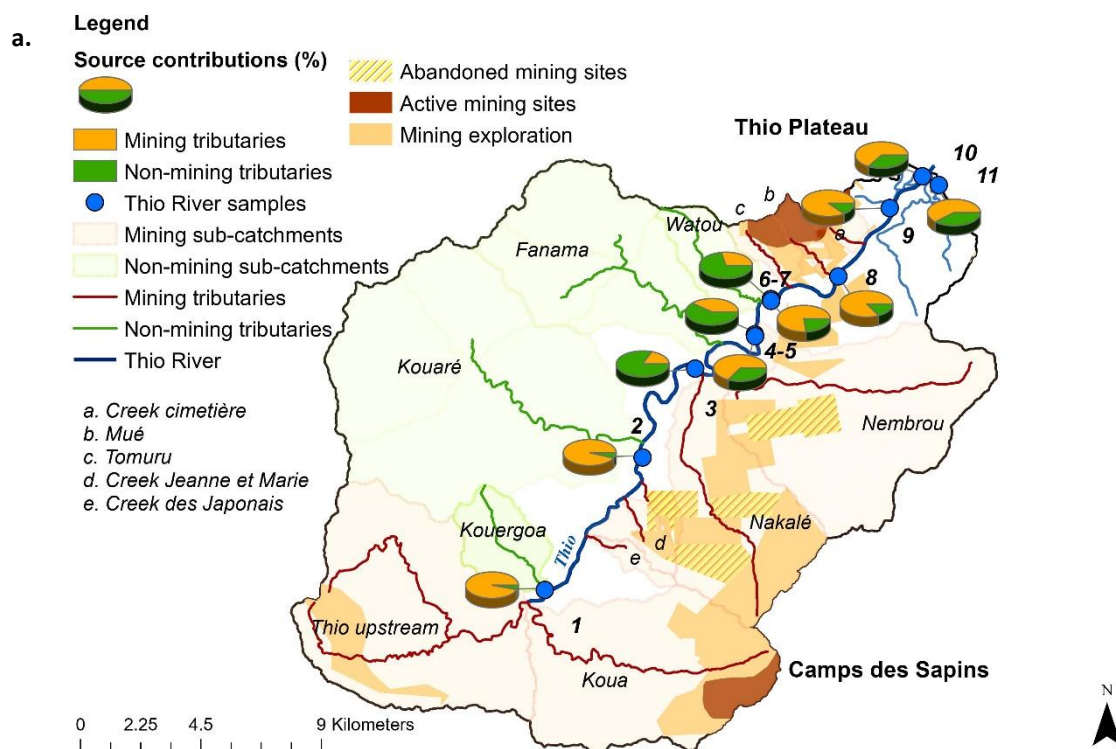 a.
Legend
Source contributions (%)
Mining tributaries
Non-mining tributaries
Thio River samples
Mining sub-catchments
Non-mining sub-catchments
Mining tributaries
Non-mining tributaries
Thio River
Abandoned mining sites
Active mining sites
Mining exploration
a. Creek cimetière
b. Mué
c. Tomuru
d. Creek Jeanne et Marie
e. Creek des Japonais
Thio Plateau
10
11
b
c
a
Watou
9
Fanama
6-7
8
4-5
Kouaré
3
2
Nembrou
Nakalé
Kouergoa
Thio
d
e
1
Thio upstream
Koua
Camps des Sapins
N
0 2.25 4.5 9 Kilometers